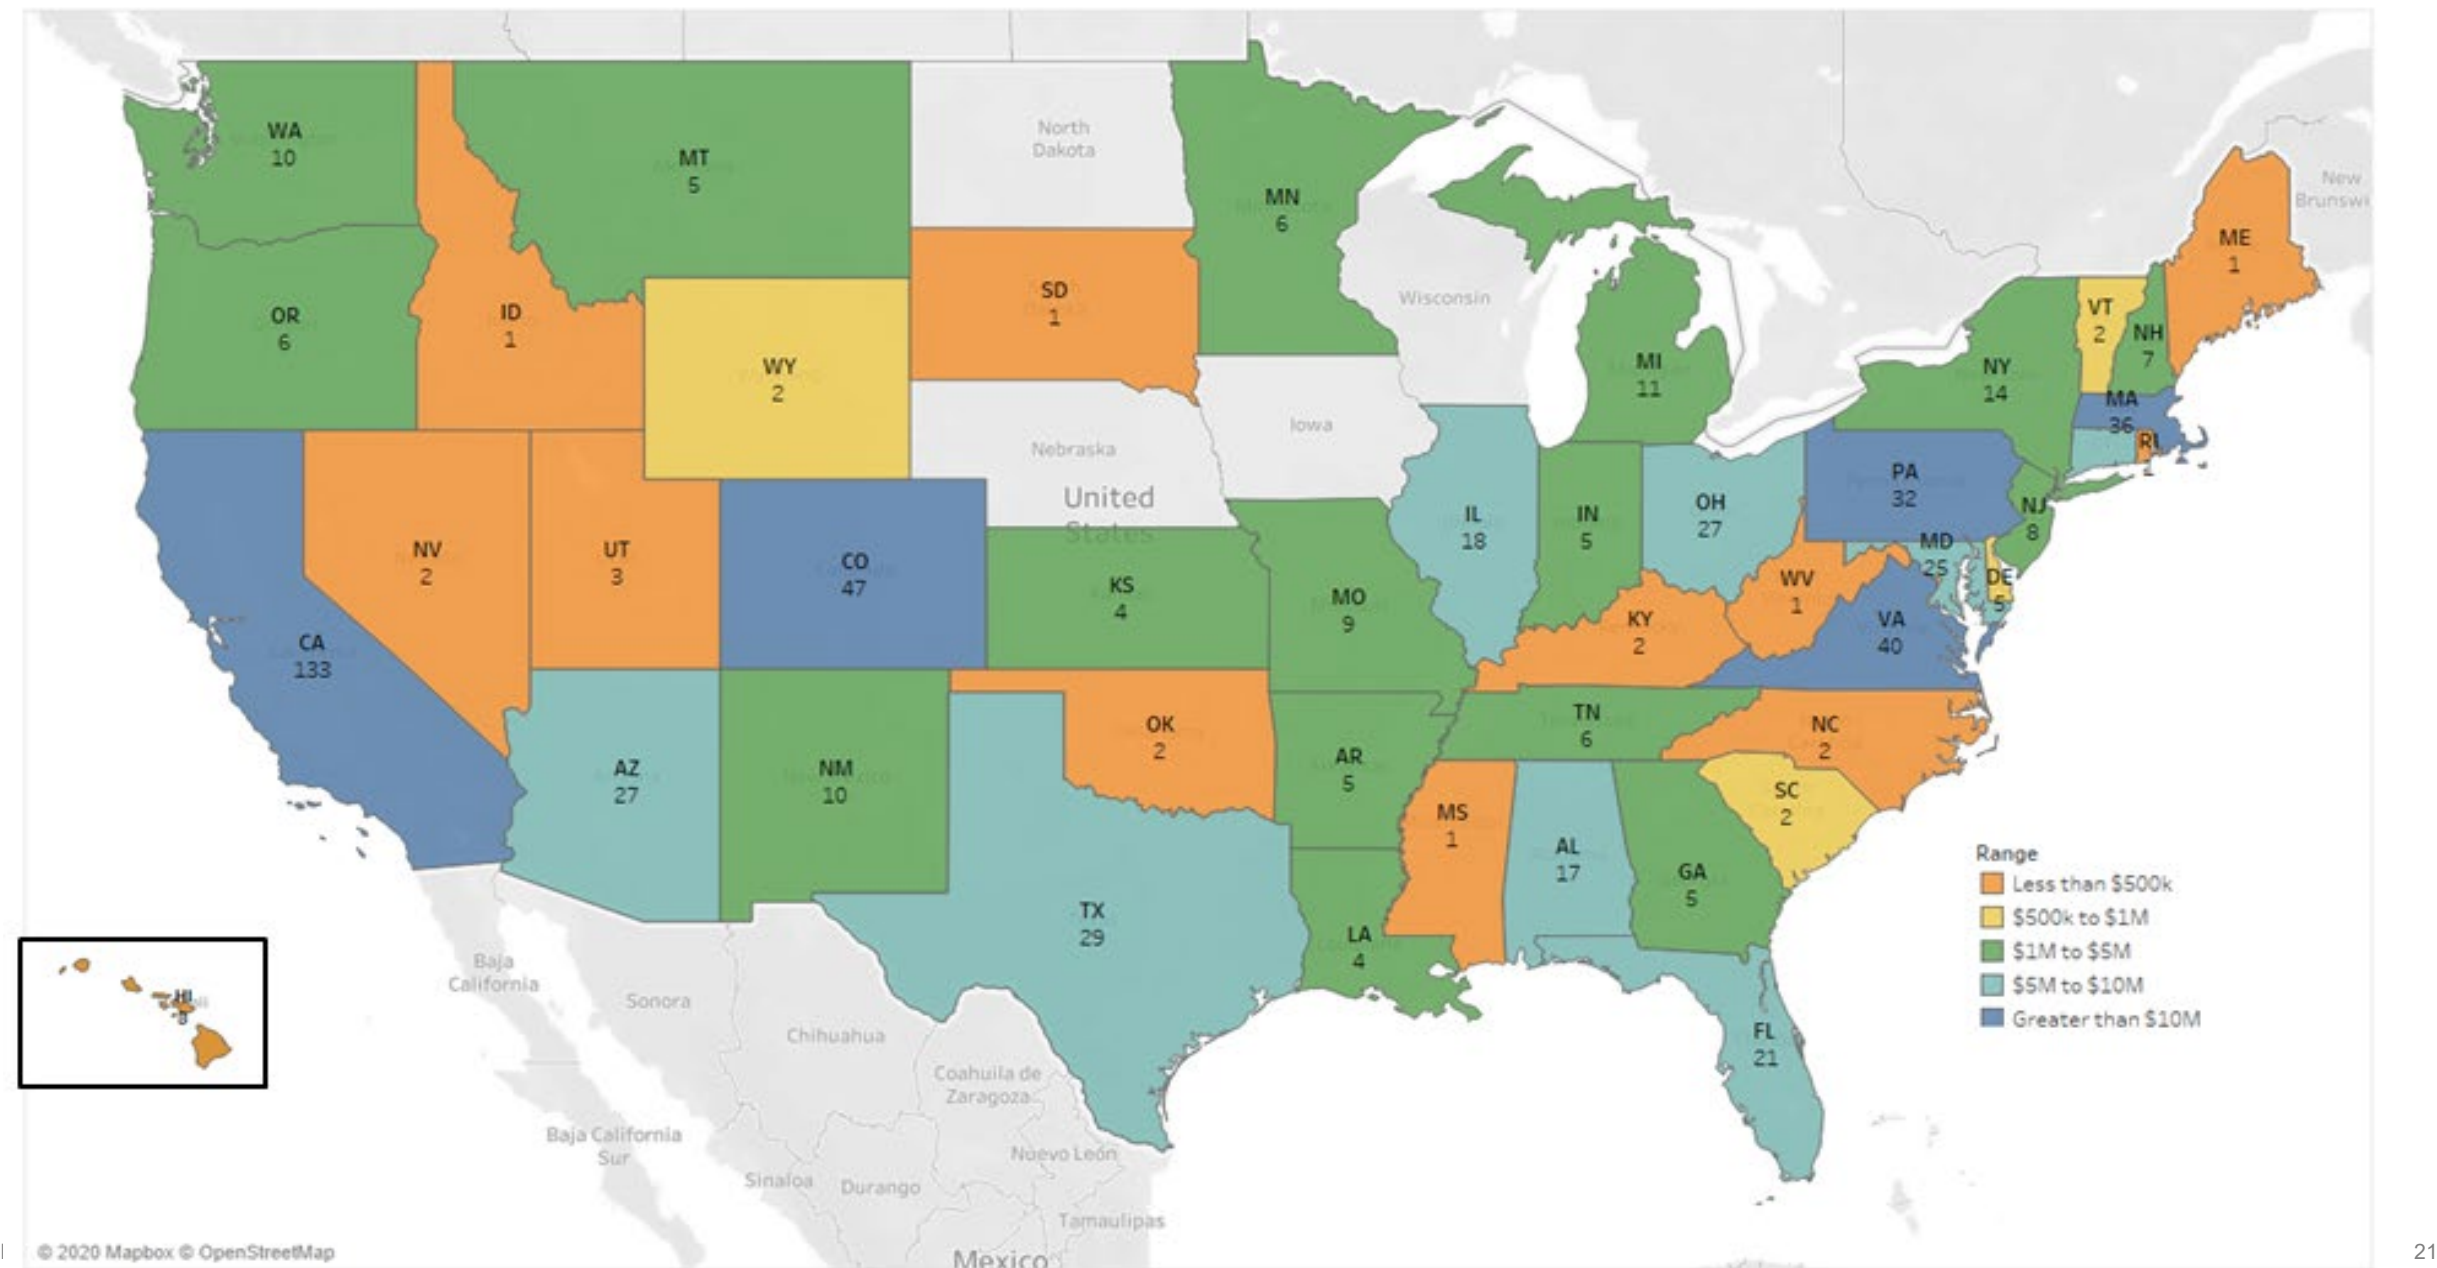 North
Dakota
New
Brunswi
WA
10
MT
5
MN
6
ME
1
OR
6
ID
1
SD
1
Wisconsin
VT
2
NH
7
WY
2
MI
11
NY
14
MA
36
Iowa
Nebraska
RI
1
United
States
PA
32
NJ
8
NV
2
UT
3
CO
47
KS
4
MO
9
IL
18
IN
5
OH
27
MD
25
DE
5
WV
1
VA
40
KY
2
CA
133
TN
6
NC
2
AZ
27
NM
10
OK
2
AR
5
MS
1
AL
17
GA
5
SC
2
TX
29
LA
4
FL
21
HI
Range
Less than $500k
$500k to $1M
$1M to $5M
$5M to $10M
Greater than $10M
Baja
California
Sonora
Chihuahua
Coahuila de
Zaragoza
Baja California
Sur
Nuevo León
Sinaloa
Durango
Tamaulipas
Mexico
© 2020 Mapbox © OpenStreetMap
21